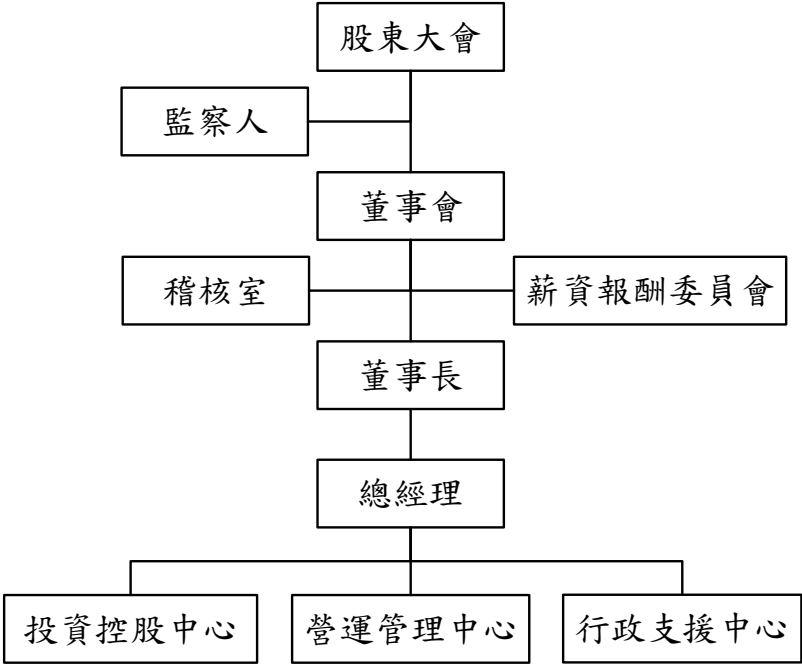 股東大會
監察人
董事會
稽核室
薪資報酬委員會
董事長
總經理
投資控股中心
營運管理中心
行政支援中心